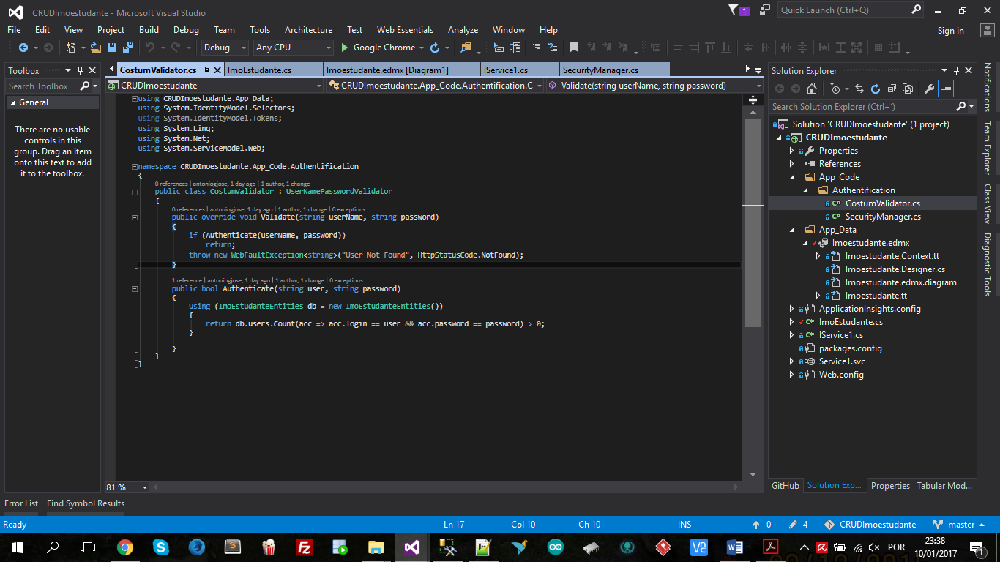 CRUDImoestudante - Microsoft Visual Studio
1
Quick Launch (Ctrl+Q)
File Edit View Project Build Debug Team Tools Architecture Test Web Essentials Analyze Window Help
Sign in
Debug Any CPU Google Chrome
Toolbox
Search Toolbox
General
There are no usable
controls in this
group. Drag an item
onto this text to add
it to the toolbox.
CostumValidator.cs ImoEstudante.cs Imoestudante.edmx [Diagram1] IService1.cs SecurityManager.cs
CRUDImoestudante CRUDImoestudante.App_Code.Authentification.C Validate(string userName, string password)
using CRUDImoestudante.App_Data;
using System.IdentityModel.Selectors;
using System.IdentityModel.Tokens;
using System.Linq;
using System.Net;
using System.ServiceModel.Web;
namespace CRUDImoestudante.App_Code.Authentification
{
0 references | antoniogjose, 1 day ago | 1 author, 1 change
public class CostumValidator : UserNamePasswordValidator
{
0 references | antoniogjose, 1 day ago | 1 author, 1 change | 0 exceptions
public override void Validate(string userName, string password)
{
if (Authenticate(userName, password))
return;
throw new WebFaultException<string>("User Not Found", HttpStatusCode.NotFound);
}
1 reference | antoniogjose, 1 day ago | 1 author, 1 change | 0 exceptions
public bool Authenticate(string user, string password)
{
using (ImoEstudanteEntities db = new ImoEstudanteEntities())
{
return db.users.Count(acc => acc.login == user && acc.password == password) > 0;
}
}
}
}
81 %
Solution Explorer
Search Solution Explorer (Ctrl+´)
Solution 'CRUDImoestudante' (1 project)
CRUDImoestudante
Properties
References
App_Code
Authentification
CostumValidator.cs
SecurityManager.cs
App_Data
Imoestudante.edmx
Imoestudante.Context.tt
Imoestudante.Designer.cs
Imoestudante.edmx.diagram
Imoestudante.tt
ApplicationInsights.config
ImoEstudante.cs
IService1.cs
packages.config
Service1.svc
Web.config
GitHub Solution Exp... Properties Tabular Mod...
Notifications
Team Explorer
Class View
Diagnostic Tools
Error List Find Symbol Results
Ready Ln 17 Col 10 Ch 10 INS 0 4 CRUDImoestudante master
POR
23:38
10/01/2017
1